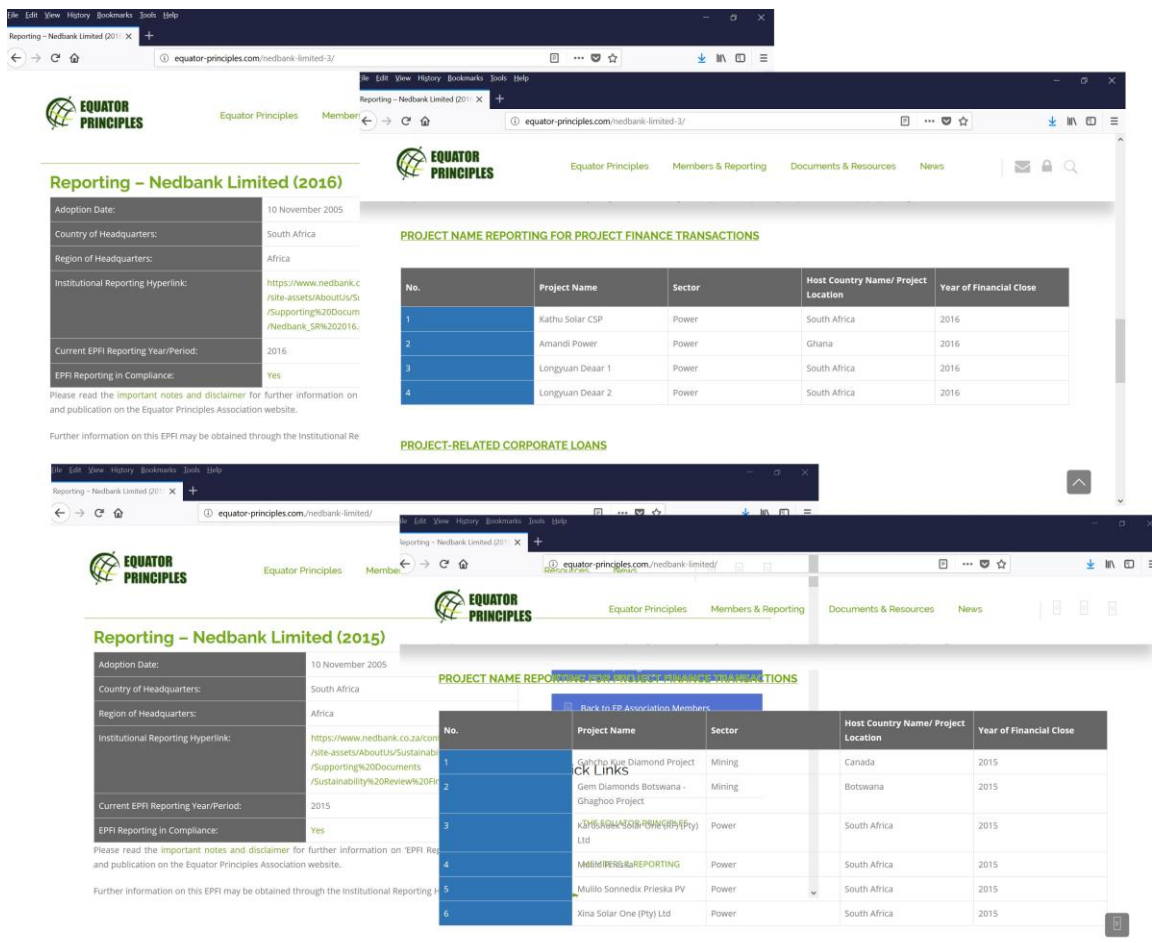 File Edit View History Bookmarks Tools Help
Reporting – Nedbank Limited (201
equator-principles.com/nedbank-limited-3/
EQUATOR
PRINCIPLES
Equator Principles
Reporting – Nedbank Limited (2016)
Adoption Date: 10 November 2005
Country of Headquarters: South Africa
Region of Headquarters: Africa
Institutional Reporting Hyperlink: https://www.nedbank.c
/site-assets/AboutUs/Su
/Supporting%20Docum
/Nedbank_SR%202016.
Current EPFI Reporting Year/Period: 2016
EPFI Reporting in Compliance: Yes
Please read the important notes and disclaimer for further information on
and publication on the Equator Principles Association website.
Further information on this EPFI may be obtained through the Institutional Re
File Edit View History Bookmarks Tools Help
Reporting – Nedbank Limited (201
equator-principles.com/nedbank-limited-3/
EQUATOR
PRINCIPLES
Equator Principles Members & Reporting Documents & Resources News
PROJECT NAME REPORTING FOR PROJECT FINANCE TRANSACTIONS
No. Project Name Sector Host Country Name/ Project Location Year of Financial Close
1 Kathu Solar CSP Power South Africa 2016
2 Amandi Power Power Ghana 2016
3 Longyuan Deaar 1 Power South Africa 2016
4 Longyuan Deaar 2 Power South Africa 2016
PROJECT-RELATED CORPORATE LOANS
File Edit View History Bookmarks Tools Help
Reporting – Nedbank Limited (201
equator-principles.com./nedbank-limited/
EQUATOR
PRINCIPLES
Equator Principles
Resources News
Reporting – Nedbank Limited (2015)
Adoption Date: 10 November 2005
Country of Headquarters: South Africa
Region of Headquarters: Africa
Institutional Reporting Hyperlink: https://www.nedbank.co.za/con
/site-assets/AboutUs/Sustainabi
/Supporting%20Documents
/Sustainability%20Review%20Fir
Current EPFI Reporting Year/Period: 2015
EPFI Reporting in Compliance: Yes
Please read the important notes and disclaimer for further information on 'EPFI Rep
and publication on the Equator Principles Association website.
Further information on this EPFI may be obtained through the Institutional Reporting H
Edit View History Bookmarks Tools Help
Reporting – Nedbank Limited (201
equator-principles.com./nedbank-limited/
EQUATOR
PRINCIPLES
Equator Principles Members & Reporting Documents & Resources News
PROJECT NAME REPORTING FOR PROJECT FINANCE TRANSACTIONS
Back to EP Association Members
No. Project Name Sector Host Country Name/ Project Location Year of Financial Close
1 Gahcho Kue Diamond Project Mining Canada 2015
ck Links
2 Gem Diamonds Botswana - Ghaghoo Project Mining Botswana 2015
THE EQUATOR PRINCIPLES
3 Solar One (Pty) Ltd Power South Africa 2015
REPORTING
4 Prieska Power South Africa 2015
5 Mulilo Sonnedix Prieska PV Power South Africa 2015
6 Xina Solar One (Pty) Ltd Power South Africa 2015